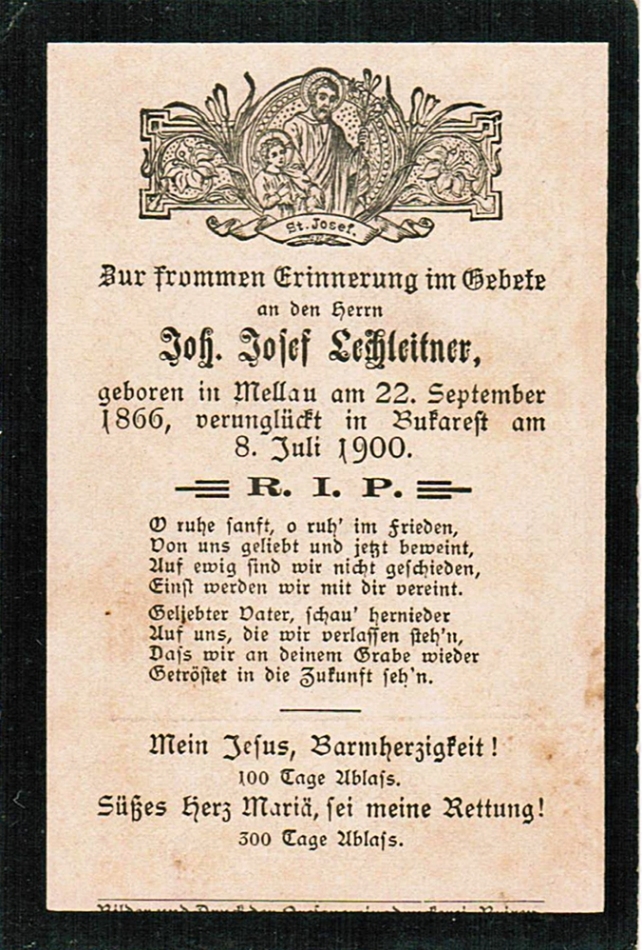 St. Josef.
Zur frommen Erinnerung im Gebete
an den Herrn
Joh. Josef Lechleitner,
geboren in Mellau am 22. September
1866, verunglückt in Bukarest am
8. Juli 1900.
R. I. P.
O ruhe sanft, o ruh' im Frieden,
Von uns geliebt und jetzt beweint,
Auf ewig sind wir nicht geschieden,
Einst werden wir mit dir vereint.
Geliebter Vater, schau' hernieder
Auf uns, die wir verlassen steh'n,
Dass wir an deinem Grabe wieder
Getröstet in die Zukunft seh'n.
Mein Jesus, Barmherzigkeit!
100 Tage Ablass.
Süßes Herz Mariä, sei meine Rettung!
300 Tage Ablass.
Bilder und Druck der